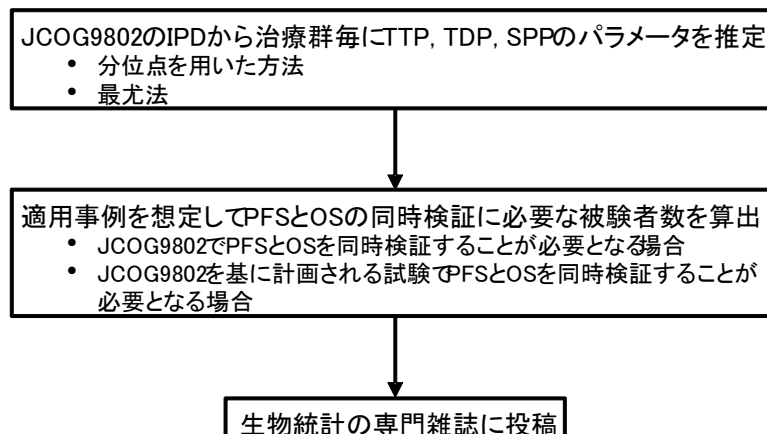 JCOG9802のIPDから治療群毎にTTP, TDP, SPPのパラメータを推定
• 分位点を用いた方法
• 最尤法
適用事例を想定してPFSとOSの同時検証に必要な被験者数を算出
• JCOG9802でPFSとOSを同時検証することが必要となる場合
• JCOG9802を基に計画される試験でPFSとOSを同時検証することが
必要となる場合
生物統計の専門雑誌に投稿